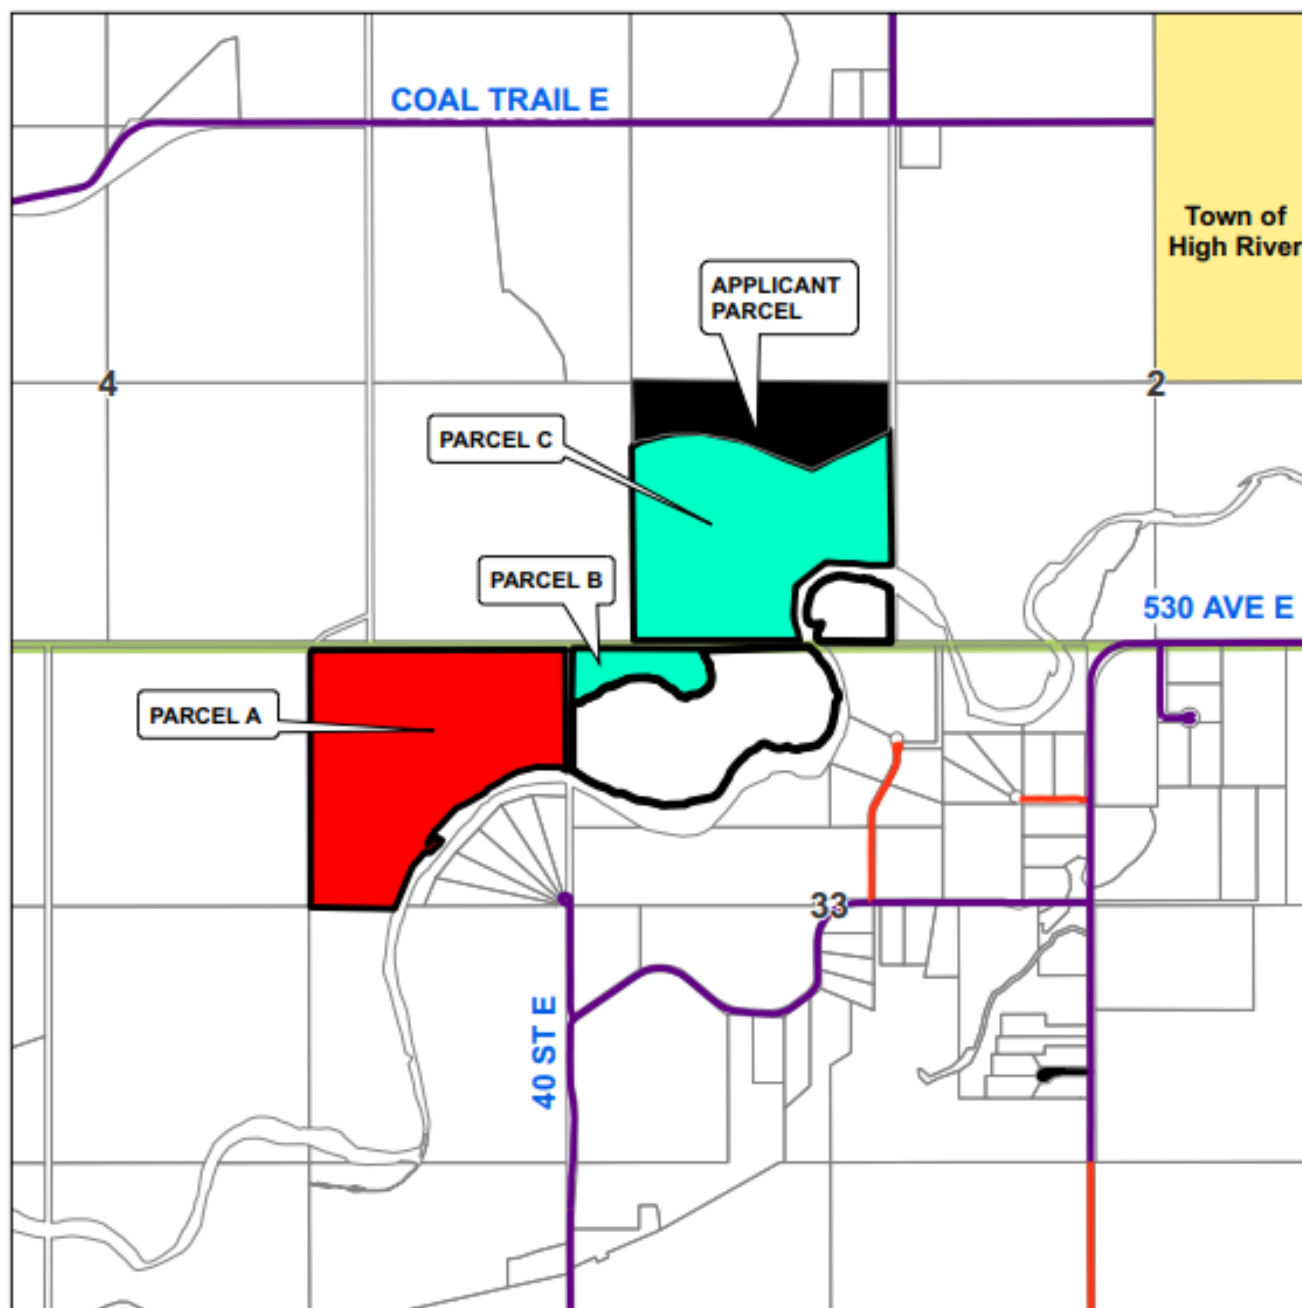 COAL TRAIL E
Town of
High River
APPLICANT
PARCEL
4
2
PARCEL C
PARCEL B
530 AVE E
PARCEL A
33
40 ST E